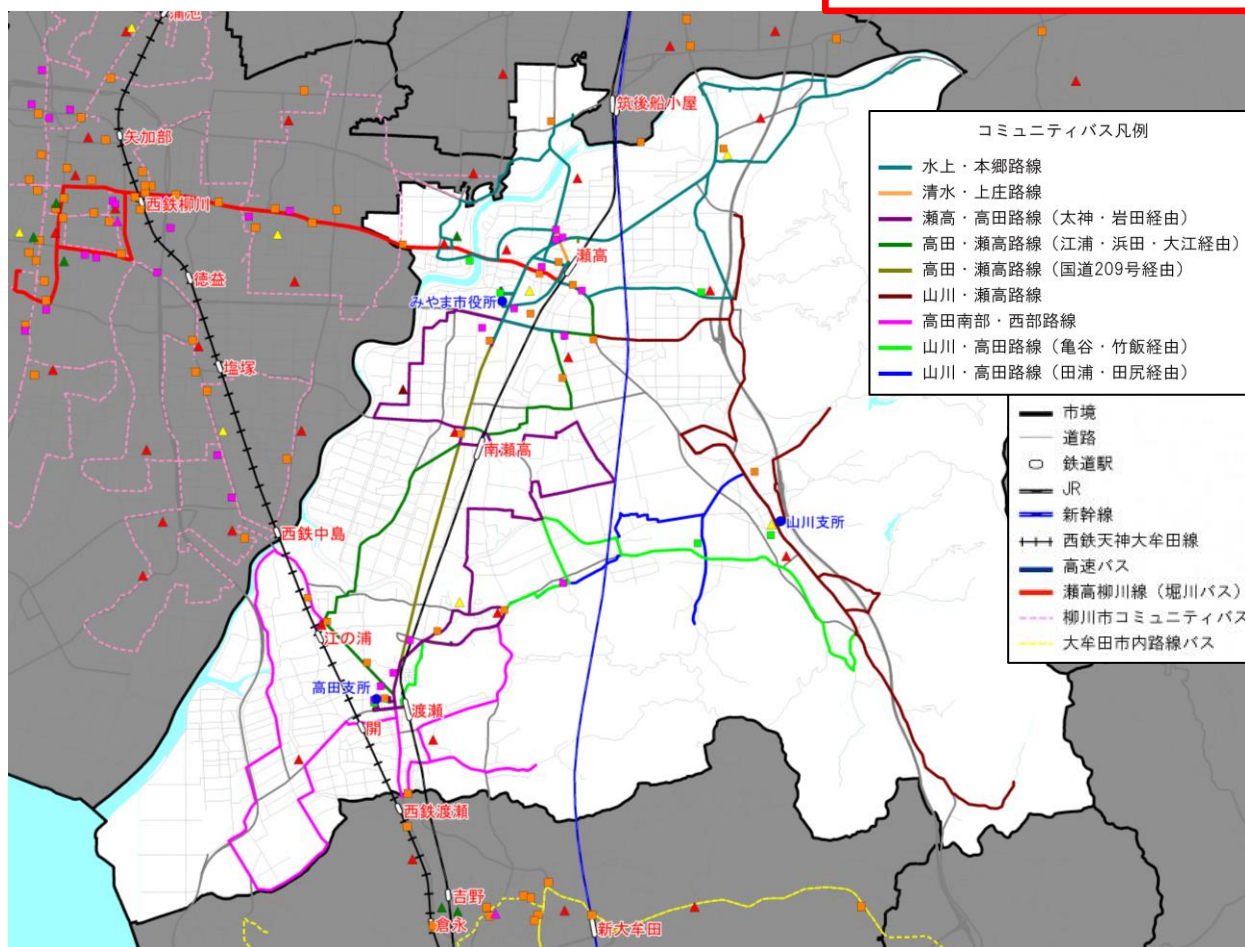 蒲池
矢加部
西鉄柳川
徳益
塩塚
西鉄中島
江の浦
高田支所
開
渡瀬
西鉄渡瀬
吉野
倉永
新大牟田
筑後船小屋
瀬高
みやま市役所
南瀬高
山川支所
コミュニティバス凡例
水上・本郷路線
清水・上庄路線
瀬高・高田路線（太神・岩田経由）
高田・瀬高路線（江浦・浜田・大江経由）
高田・瀬高路線（国道209号経由）
山川・瀬高路線
高田南部・西部路線
山川・高田路線（亀谷・竹飯経由）
山川・高田路線（田浦・田尻経由）
市境
道路
鉄道駅
JR
新幹線
西鉄天神大牟田線
高速バス
瀬高柳川線（堀川バス）
柳川市コミュニティバス
大牟田市内路線バス